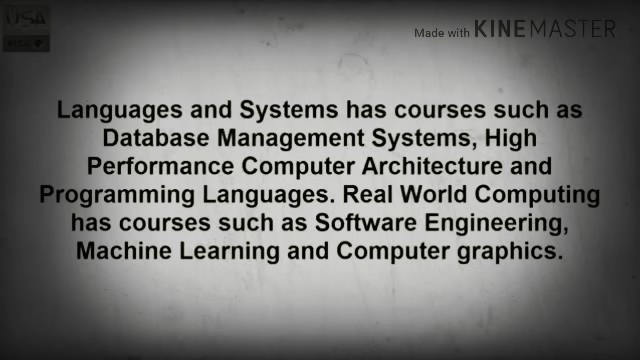 USA
Made with KINEMASTER
Languages and Systems has courses such as
Database Management Systems, High
Performance Computer Architecture and
Programming Languages. Real World Computing
has courses such as Software Engineering,
Machine Learning and Computer graphics.